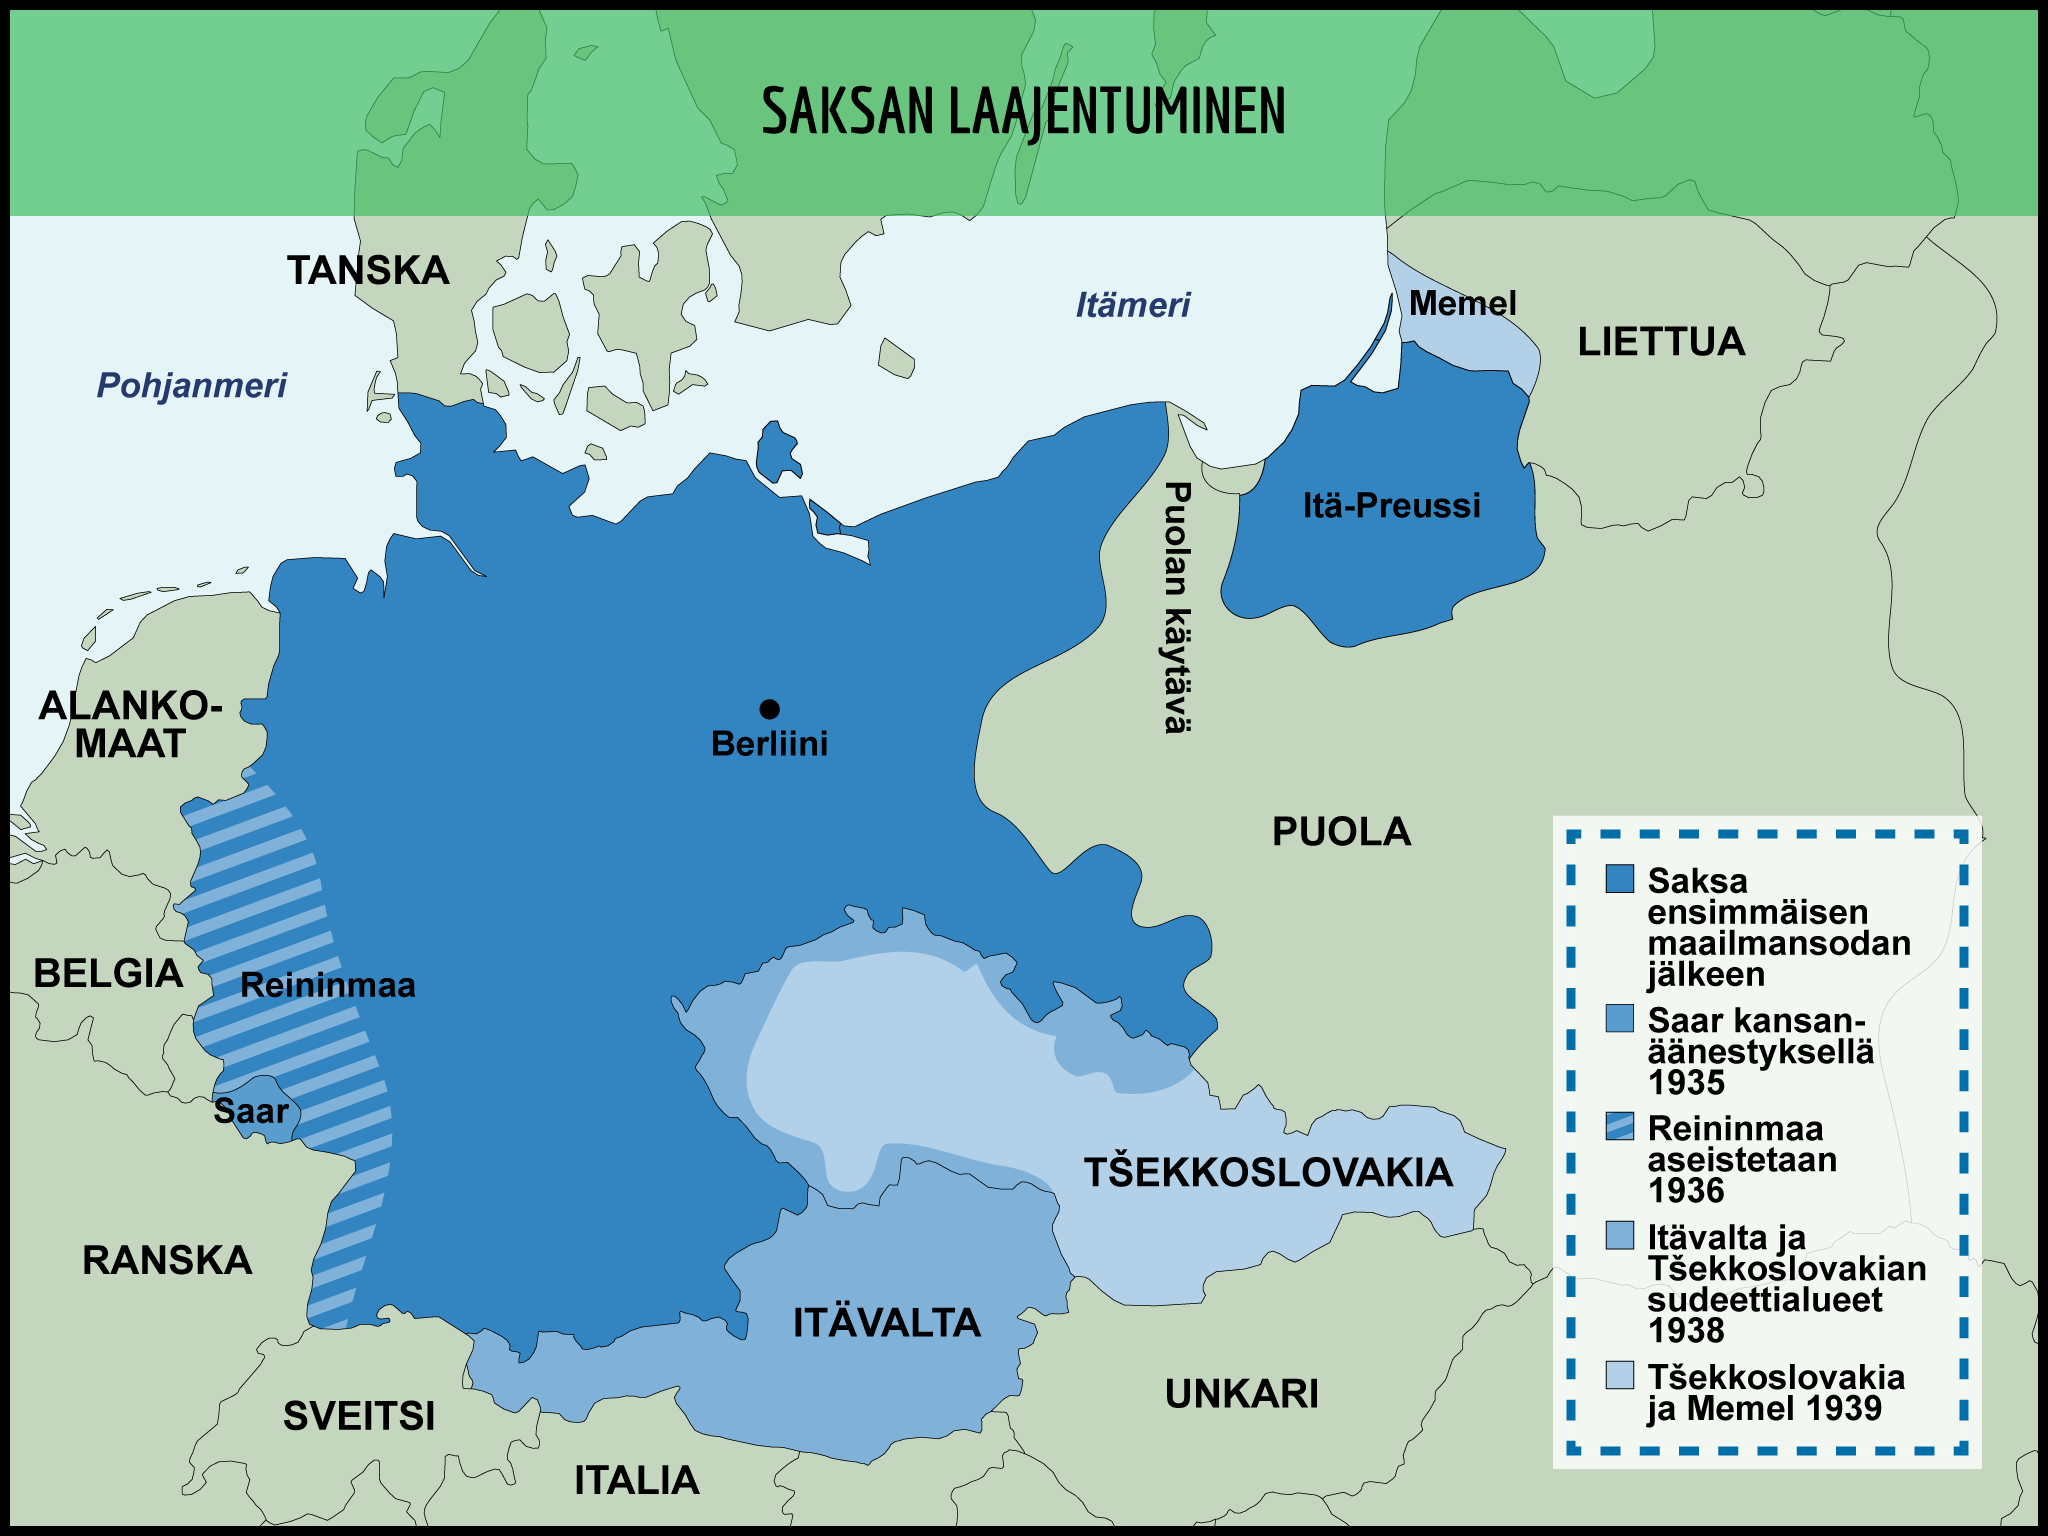 SAKSAN LAAJENTUMINEN
TANSKA
Itämeri
Memel
LIETTUA
Pohjanmeri
Itä-Preussi
Puolan käytävä
ALANKO-
MAAT
Berliini
PUOLA
BELGIA
Reininmaa
Saar
TŠEKKOSLOVAKIA
RANSKA
ITÄVALTA
UNKARI
SVEITSI
ITALIA
Saksa
ensimmäisen
maailmansodan
jälkeen
Saar kansan-
äänestyksellä
1935
Reininmaa
aseistetaan
1936
Itävalta ja
Tšekkoslovakian
sudeettialueet
1938
Tšekkoslovakia
ja Memel 1939